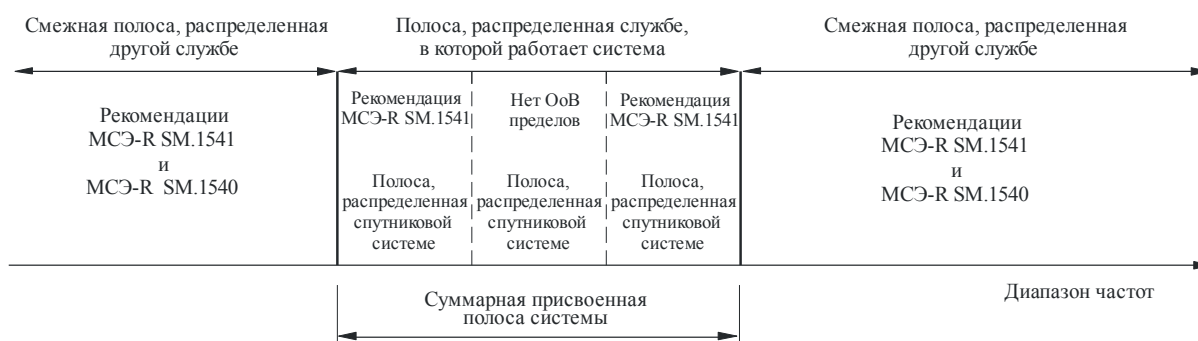 Смежная полоса, распределенная
другой службе
Полоса, распределенная службе,
в которой работает система
Смежная полоса, распределенная
другой службе
Рекомендации
МСЭ-R SM.1541
и
МСЭ-R SM.1540
Рекомендация
МСЭ-R SM.1541
Нет ОоВ
пределов
Рекомендация
МСЭ-R SM.1541
Рекомендации
МСЭ-R SM.1541
и
МСЭ-R SM.1540
Полоса,
распределенная
спутниковой
системе
Полоса,
распределенная
спутниковой
системе
Полоса,
распределенная
спутниковой
системе
Диапазон частот
Суммарная присвоенная
полоса системы